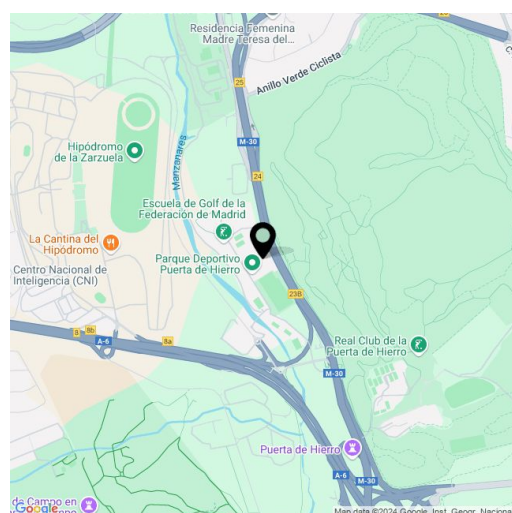 Residencia Femenina
Madre Teresa del...
25
Anillo Verde Ciclista
M-30
Hipódromo
de la Zarzuela
Manzanares
24
Escuela de Golf de la
Federación de Madrid
La Cantina del
Hipódromo
Parque Deportivo
Puerta de Hierro
Centro Nacional de
Inteligencia (CNI)
23B
9
8b
A-6
8a
Real Club de la
Puerta de Hierro
M-30
Puerta de Hierro
A-6
M-30
de Campo en
Google
Map data ©2024 Google, Inst. Geogr. Nacional